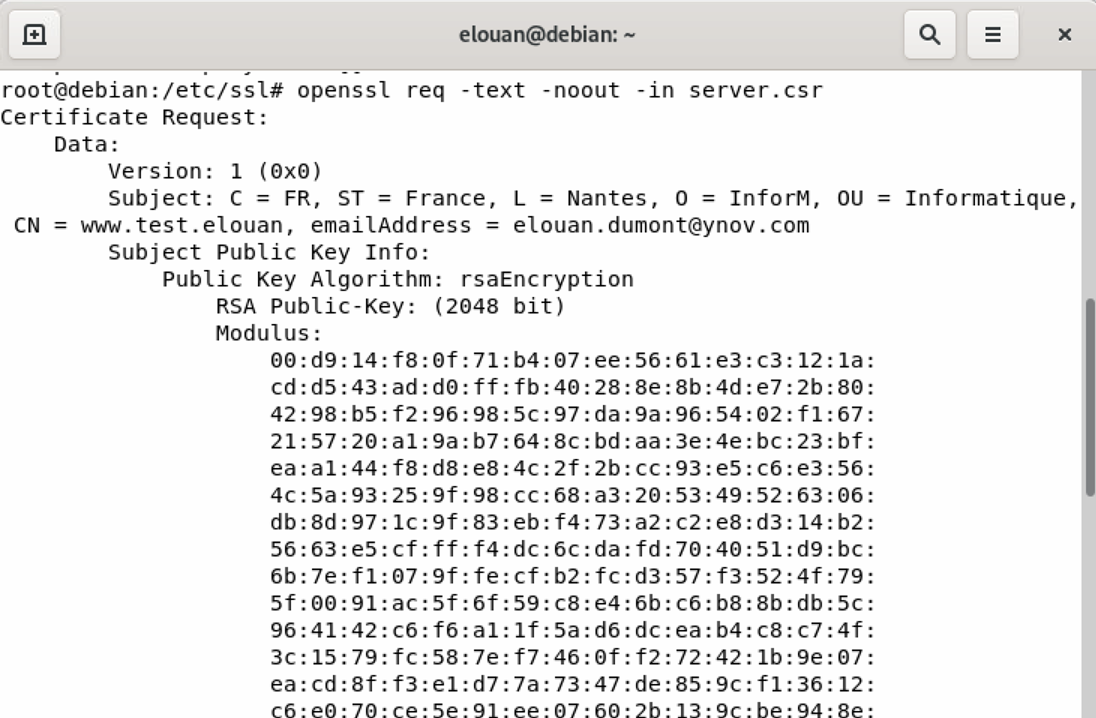 elouan@debian: ~
root@debian:/etc/ssl# openssl req -text -noout -in server.csr
Certificate Request:
    Data:
        Version: 1 (0x0)
        Subject: C = FR, ST = France, L = Nantes, O = InforM, OU = Informatique,
 CN = www.test.elouan, emailAddress = elouan.dumont@ynov.com
        Subject Public Key Info:
            Public Key Algorithm: rsaEncryption
                RSA Public-Key: (2048 bit)
                Modulus:
                    00:d9:14:f8:0f:71:b4:07:ee:56:61:e3:c3:12:1a:
                    cd:d5:43:ad:d0:ff:fb:40:28:8e:8b:4d:e7:2b:80:
                    42:98:b5:f2:96:98:5c:97:da:9a:96:54:02:f1:67:
                    21:57:20:a1:9a:b7:64:8c:bd:aa:3e:4e:bc:23:bf:
                    ea:a1:44:f8:d8:e8:4c:2f:2b:cc:93:e5:c6:e3:56:
                    4c:5a:93:25:9f:98:cc:68:a3:20:53:49:52:63:06:
                    db:8d:97:1c:9f:83:eb:f4:73:a2:c2:e8:d3:14:b2:
                    56:63:e5:cf:ff:f4:dc:6c:da:fd:70:40:51:d9:bc:
                    6b:7e:f1:07:9f:fe:cf:b2:fc:d3:57:f3:52:4f:79:
                    5f:00:91:ac:5f:6f:59:c8:e4:6b:c6:b8:8b:db:5c:
                    96:41:42:c6:f6:a1:1f:5a:d6:dc:ea:b4:c8:c7:4f:
                    3c:15:79:fc:58:7e:f7:46:0f:f2:72:42:1b:9e:07:
                    ea:cd:8f:f3:e1:d7:7a:73:47:de:85:9c:f1:36:12:
                    c6:e0:70:ce:5e:91:ee:07:60:2b:13:9c:be:94:8e: